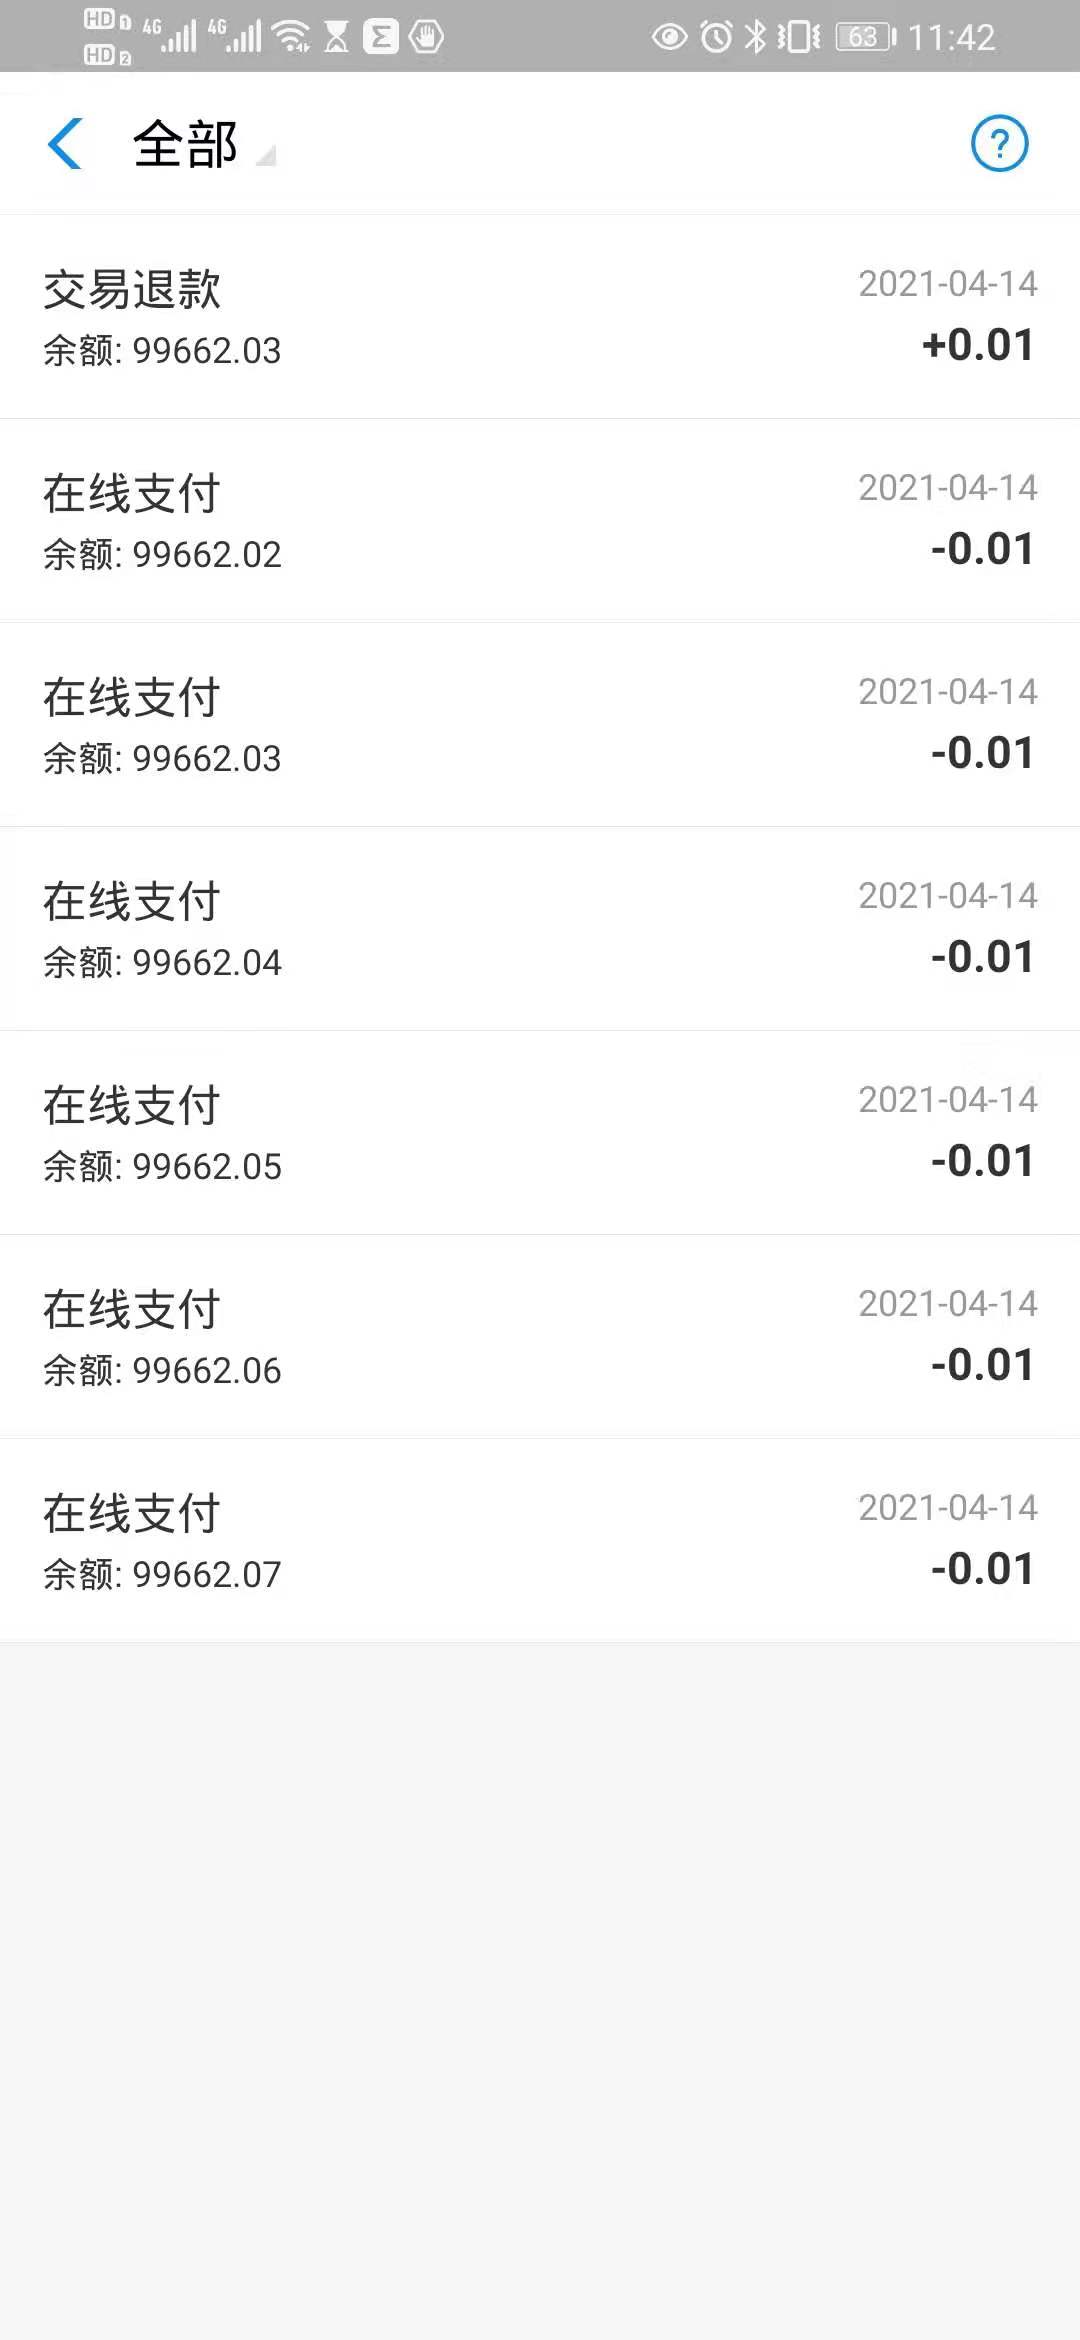 HD 1 4G 4G 63 11:42
HD 2
全部 ?
交易退款 2021-04-14
余额: 99662.03 +0.01
在线支付 2021-04-14
余额: 99662.02 -0.01
在线支付 2021-04-14
余额: 99662.03 -0.01
在线支付 2021-04-14
余额: 99662.04 -0.01
在线支付 2021-04-14
余额: 99662.05 -0.01
在线支付 2021-04-14
余额: 99662.06 -0.01
在线支付 2021-04-14
余额: 99662.07 -0.01